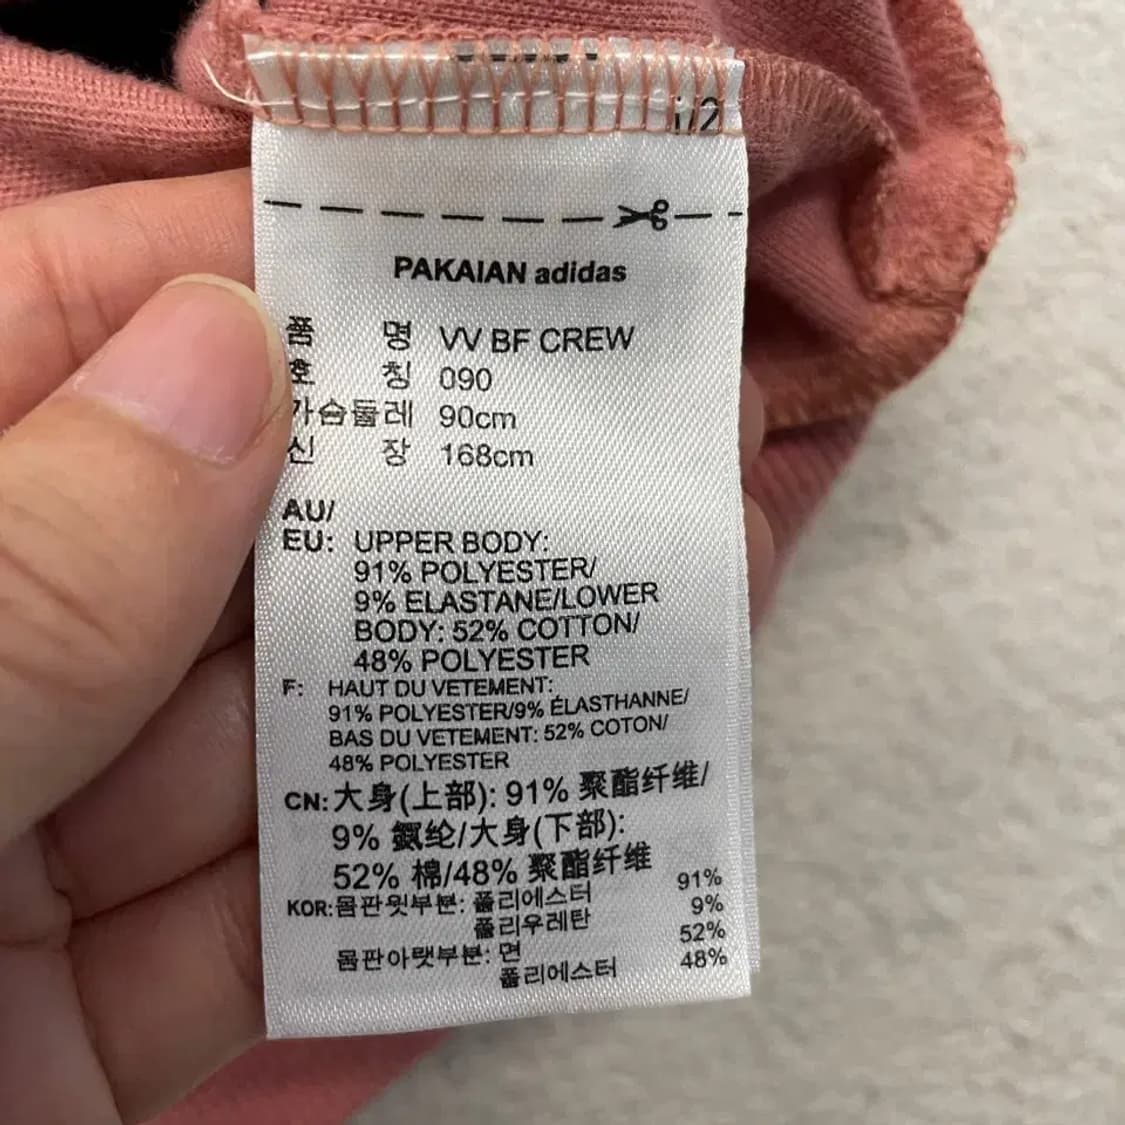 i/2
PAKAIAN adidas
품 명 VV BF CREW
호 칭 090
가슴둘레 90cm
신 장 168cm
AU/
EU: UPPER BODY:
91% POLYESTER/
9% ELASTANE/LOWER
BODY: 52% COTTON/
48% POLYESTER
F: HAUT DU VETEMENT:
91% POLYESTER/9% ÉLASTHANNE/
BAS DU VETEMENT: 52% COTON/
48% POLYESTER
CN: 大身(上部): 91% 聚酯纤维/
9% 氨纶/大身(下部):
52% 棉/48% 聚酯纤维
KOR:몸판윗부분: 폴리에스터 91%
폴리우레탄 9%
몸판아랫부분: 면 52%
폴리에스터 48%